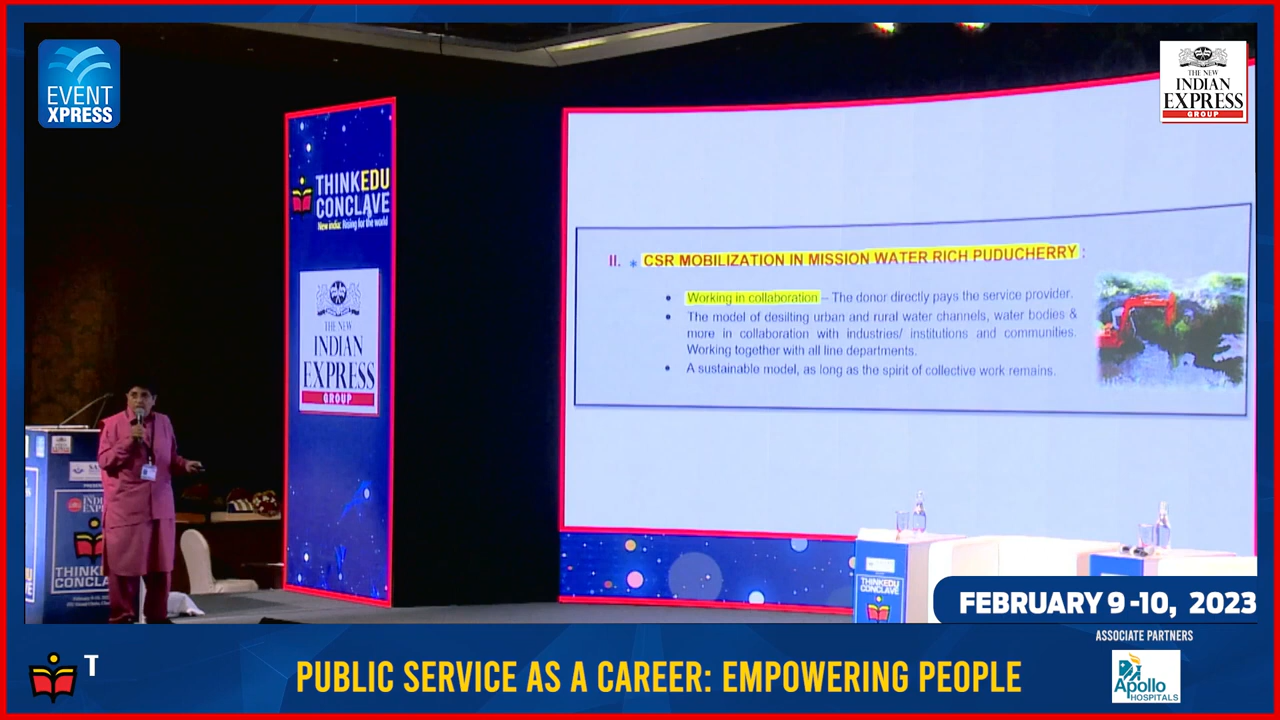 EVENT
XPRESS
THE NEW
INDIAN
EXPRESS
GROUP
THINKEDU
CONCLAVE
New India: Rising for the world
THE NEW
INDIAN
EXPRESS
GROUP
II. * CSR MOBILIZATION IN MISSION WATER RICH PUDUCHERRY :
• Working in collaboration – The donor directly pays the service provider.
• The model of desilting urban and rural water channels, water bodies &
more in collaboration with industries/ institutions and communities.
Working together with all line departments.
• A sustainable model, as long as the spirit of collective work remains.
THINK
CONCLA
THINKEDU
CONCLAVE
FEBRUARY 9 -10, 2023
ASSOCIATE PARTNERS
T
PUBLIC SERVICE AS A CAREER: EMPOWERING PEOPLE
Apollo
HOSPITALS